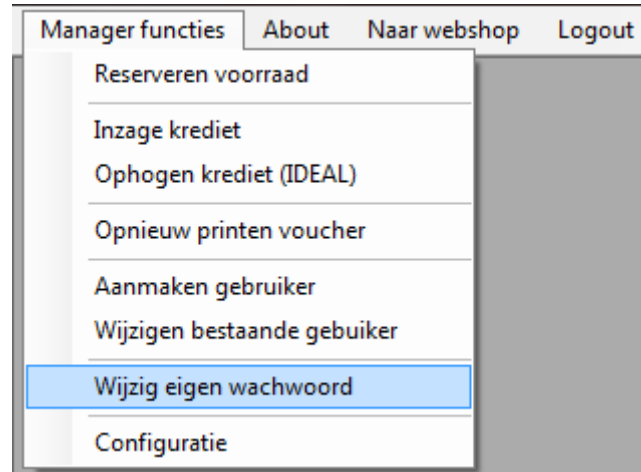 Manager functies About Naar webshop Logout
Reserveren voorraad
Inzage krediet
Ophogen krediet (IDEAL)
Opnieuw printen voucher
Aanmaken gebruiker
Wijzigen bestaande gebuiker
Wijzig eigen wachwoord
Configuratie